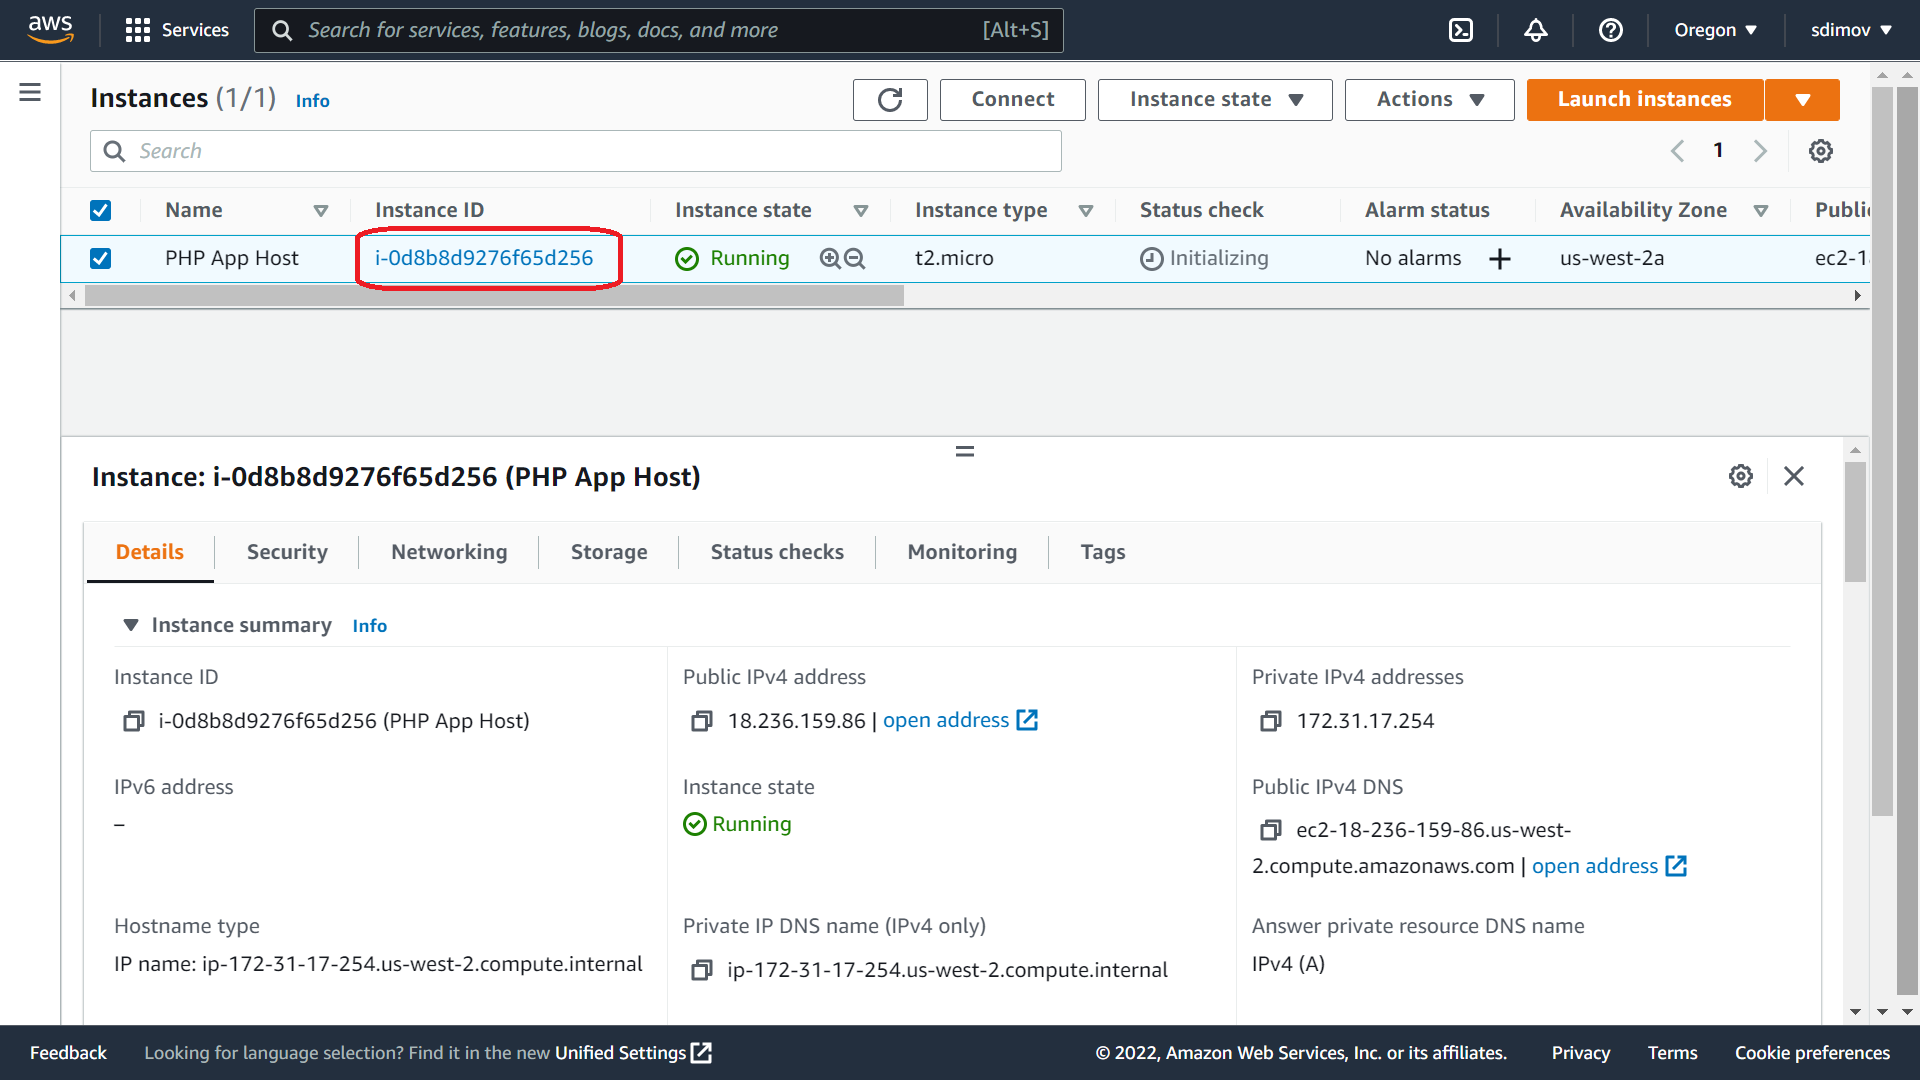 aws Services Search for services, features, blogs, docs, and more [Alt+S] Oregon sdimov
Instances (1/1) Info Connect Instance state Actions Launch instances
Search 1
Name Instance ID Instance state Instance type Status check Alarm status Availability Zone Public
PHP App Host i-0d8b8d9276f65d256 Running t2.micro Initializing No alarms us-west-2a ec2-1
Instance: i-0d8b8d9276f65d256 (PHP App Host)
Details Security Networking Storage Status checks Monitoring Tags
Instance summary Info
Instance ID Public IPv4 address Private IPv4 addresses
i-0d8b8d9276f65d256 (PHP App Host) 18.236.159.86 | open address 172.31.17.254
IPv6 address Instance state Public IPv4 DNS
– Running ec2-18-236-159-86.us-west-
2.compute.amazonaws.com | open address
Hostname type Private IP DNS name (IPv4 only) Answer private resource DNS name
IP name: ip-172-31-17-254.us-west-2.compute.internal ip-172-31-17-254.us-west-2.compute.internal IPv4 (A)
Feedback Looking for language selection? Find it in the new Unified Settings © 2022, Amazon Web Services, Inc. or its affiliates. Privacy Terms Cookie preferences